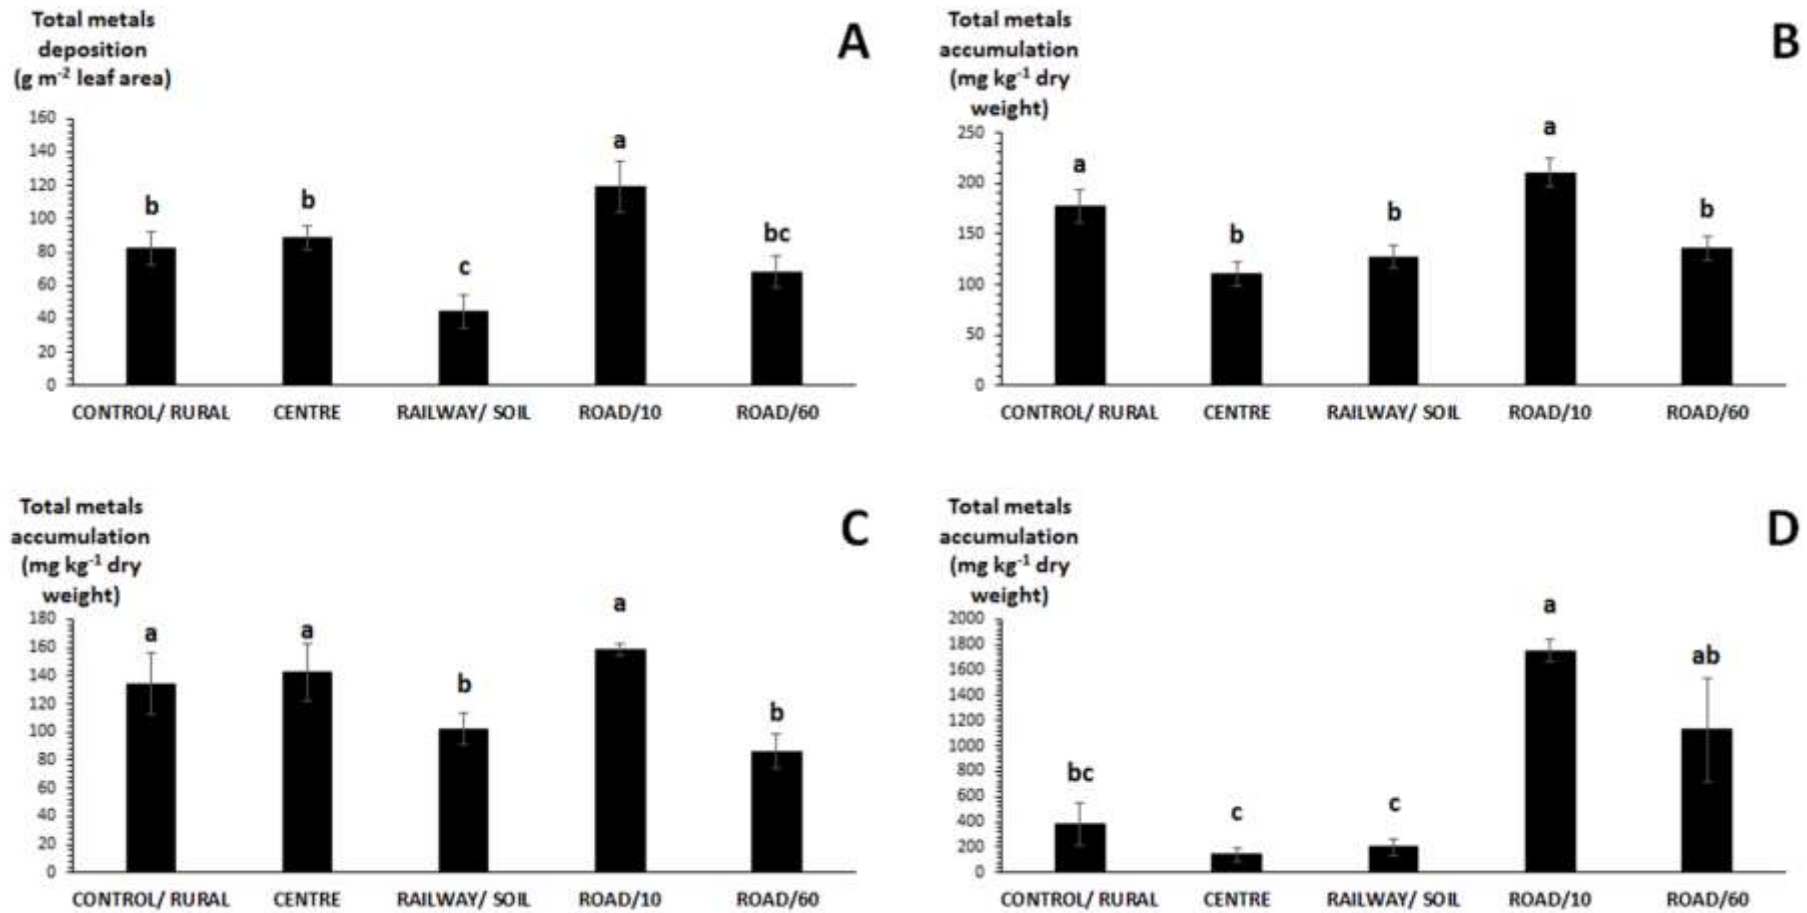 Total metals
deposition
(g m⁻² leaf area)
A
160
140
120
100
80
60
40
20
0
b
b
c
a
bc
CONTROL/ RURAL
CENTRE
RAILWAY/ SOIL
ROAD/10
ROAD/60
Total metals
accumulation
(mg kg⁻¹ dry
weight)
B
250
200
150
100
50
0
a
b
b
a
b
CONTROL/ RURAL
CENTRE
RAILWAY/ SOIL
ROAD/10
ROAD/60
Total metals
accumulation
(mg kg⁻¹ dry
weight)
C
180
160
140
120
100
80
60
40
20
0
a
a
b
a
b
CONTROL/ RURAL
CENTRE
RAILWAY/ SOIL
ROAD/10
ROAD/60
Total metals
accumulation
(mg kg⁻¹ dry
weight)
D
2000
1800
1600
1400
1200
1000
800
600
400
200
0
bc
c
c
a
ab
CONTROL/ RURAL
CENTRE
RAILWAY/ SOIL
ROAD/10
ROAD/60